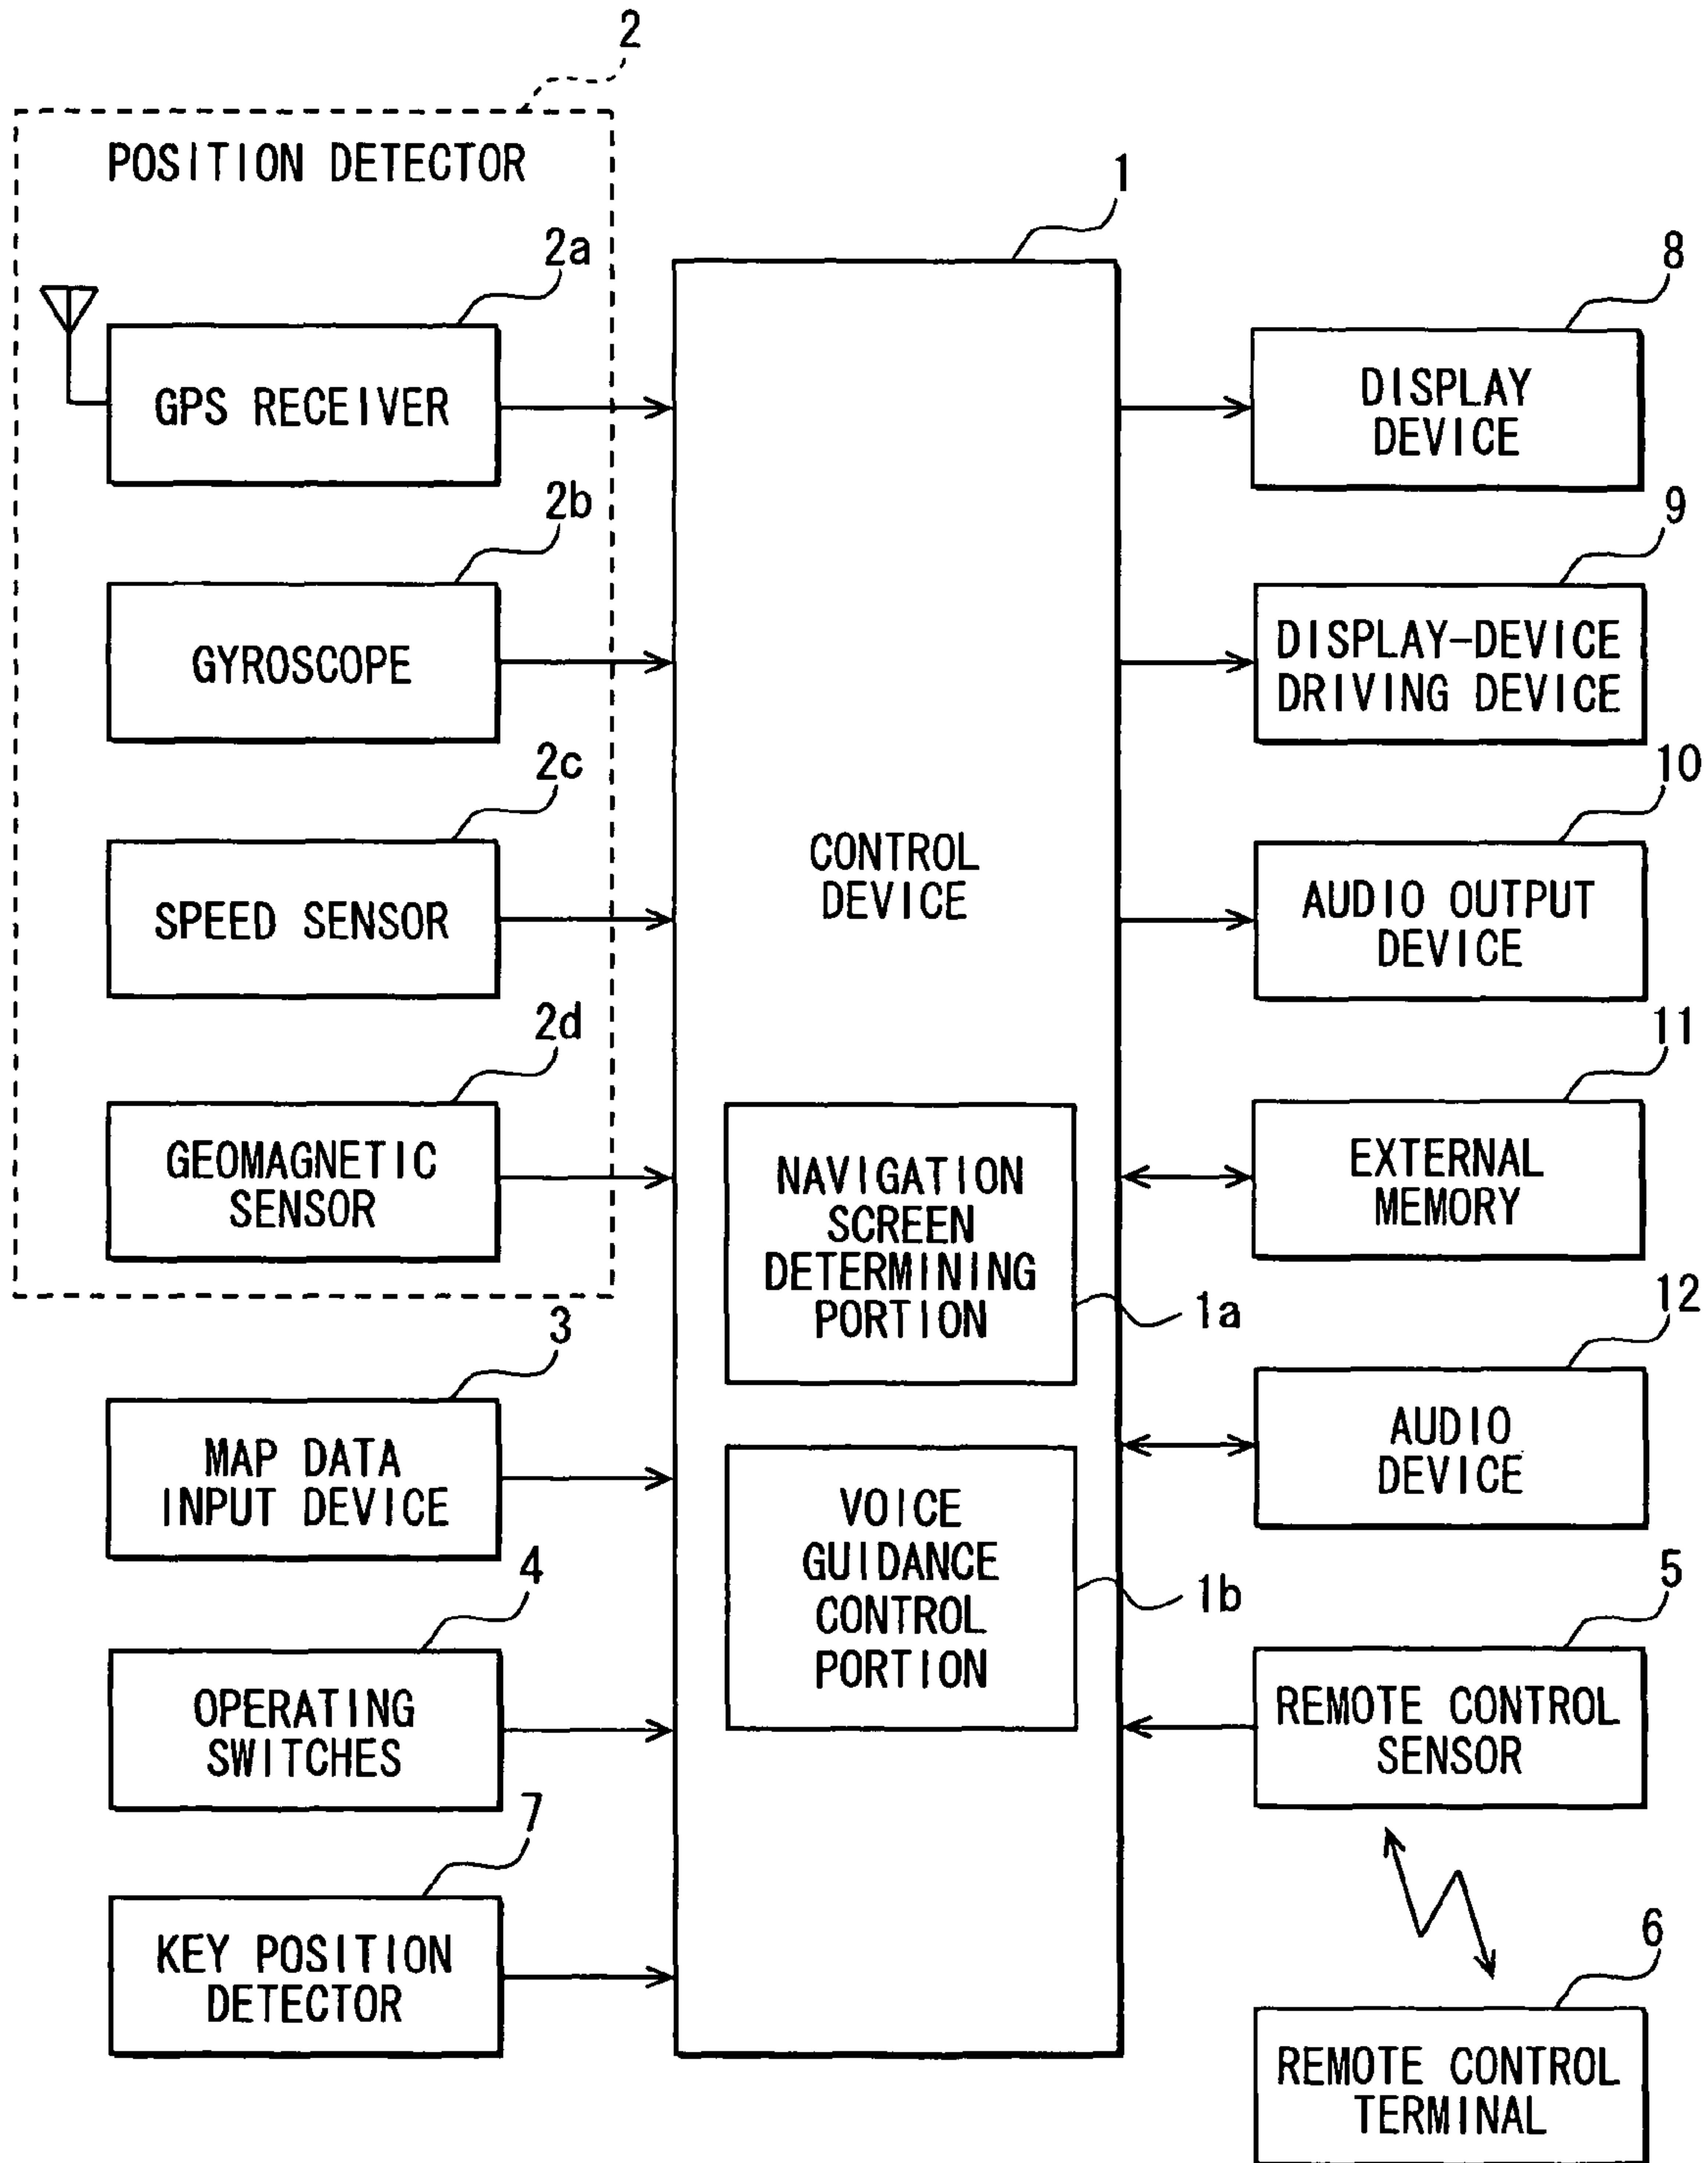 2
POSITION DETECTOR
2a
GPS RECEIVER
2b
GYROSCOPE
2c
SPEED SENSOR
2d
GEOMAGNETIC
SENSOR
3
MAP DATA
INPUT DEVICE
4
OPERATING
SWITCHES
7
KEY POSITION
DETECTOR
1
CONTROL
DEVICE
NAVIGATION
SCREEN
DETERMINING
PORTION
1a
VOICE
GUIDANCE
CONTROL
PORTION
1b
8
DISPLAY
DEVICE
9
DISPLAY-DEVICE
DRIVING DEVICE
10
AUDIO OUTPUT
DEVICE
11
EXTERNAL
MEMORY
12
AUDIO
DEVICE
5
REMOTE CONTROL
SENSOR
6
REMOTE CONTROL
TERMINAL